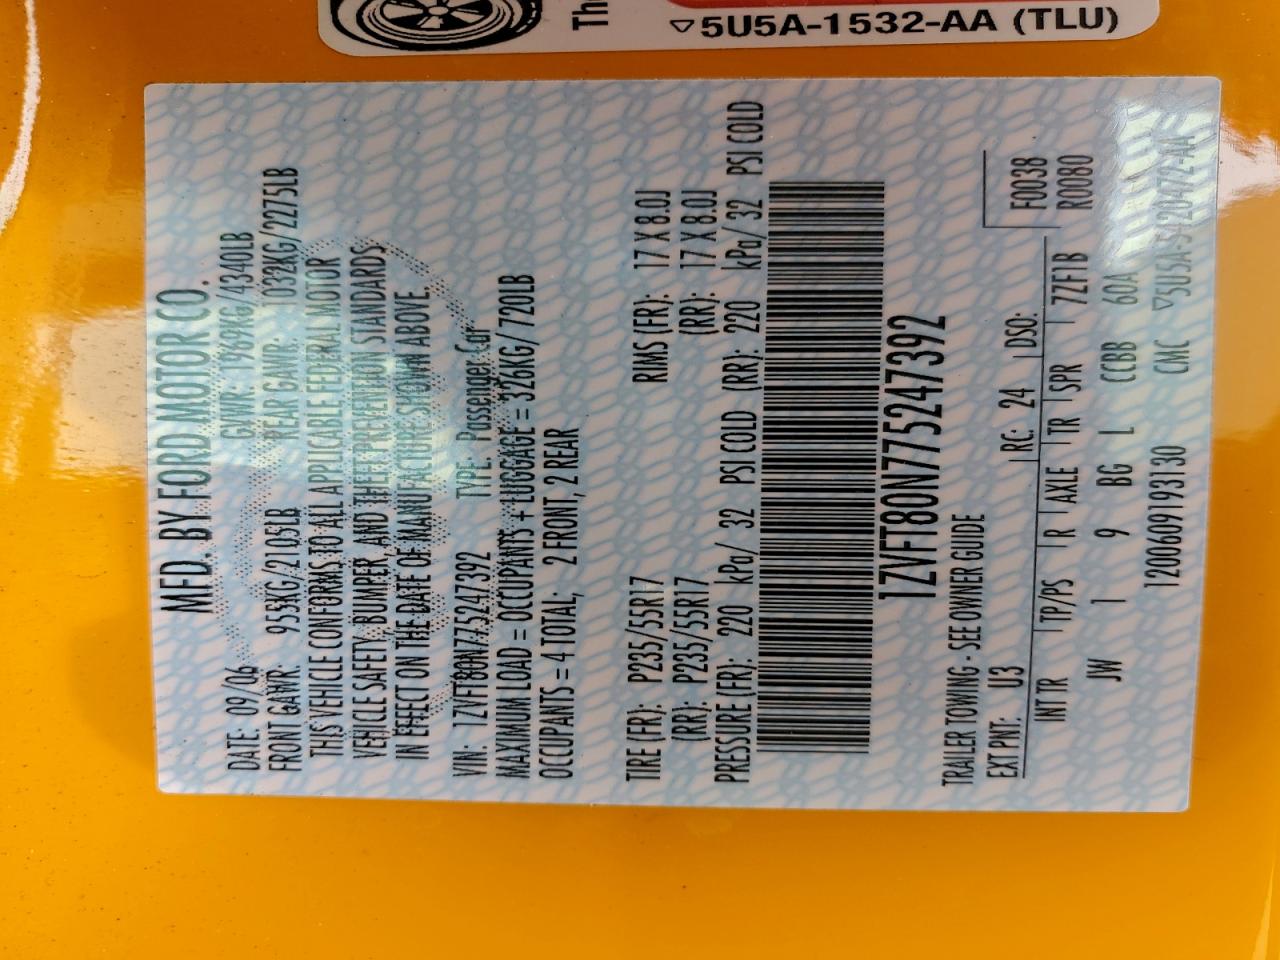 Th
▽5U5A-1532-AA (TLU)
MFD. BY FORD MOTOR CO.
DATE: 09/06 GVWR: 1969KG/4340LB
FRONT GAWR: 955KG/2105LB REAR GAWR: 1032KG/2275LB
THIS VEHICLE CONFORMS TO ALL APPLICABLE FEDERAL MOTOR
VEHICLE SAFETY, BUMPER, AND THEFT PREVENTION STANDARDS
IN EFFECT ON THE DATE OF MANUFACTURE SHOWN ABOVE.
VIN: 1ZVFT80N775247392 TYPE: Passenger Car
MAXIMUM LOAD = OCCUPANTS + LUGGAGE = 326KG/720LB
OCCUPANTS = 4 TOTAL; 2 FRONT, 2 REAR
TIRE (FR): P235/55R17 RIMS (FR): 17 X 8.0J
(RR): P235/55R17 (RR): 17 X 8.0J
PRESSURE (FR): 220 kPa/ 32 PSI COLD (RR): 220 kPa/ 32 PSI COLD
1ZVFT80N775247392
TRAILER TOWING - SEE OWNER GUIDE
EXT PNT: U3 RC: 24 DSO: F0038
INT TR TP/PS R AXLE TR SPR 7ZF1B R0080
JW 1 9 BG L CCBB 60A
1200609193130 CMC ▽5U5A-5420472-AA